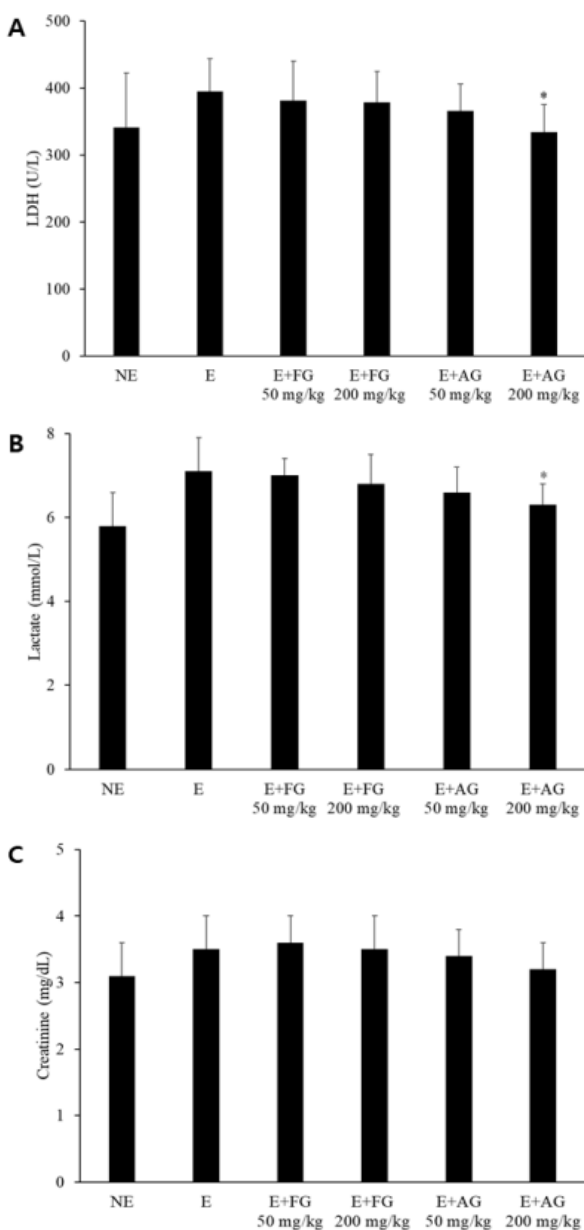 A
500
400
300
200
100
0
LDH (U/L)
*
NE E E+FG E+FG E+AG E+AG
50 mg/kg 200 mg/kg 50 mg/kg 200 mg/kg
B
8
6
4
2
0
Lactate (mmol/L)
*
NE E E+FG E+FG E+AG E+AG
50 mg/kg 200 mg/kg 50 mg/kg 200 mg/kg
C
5
4
3
2
1
0
Creatinine (mg/dL)
NE E E+FG E+FG E+AG E+AG
50 mg/kg 200 mg/kg 50 mg/kg 200 mg/kg